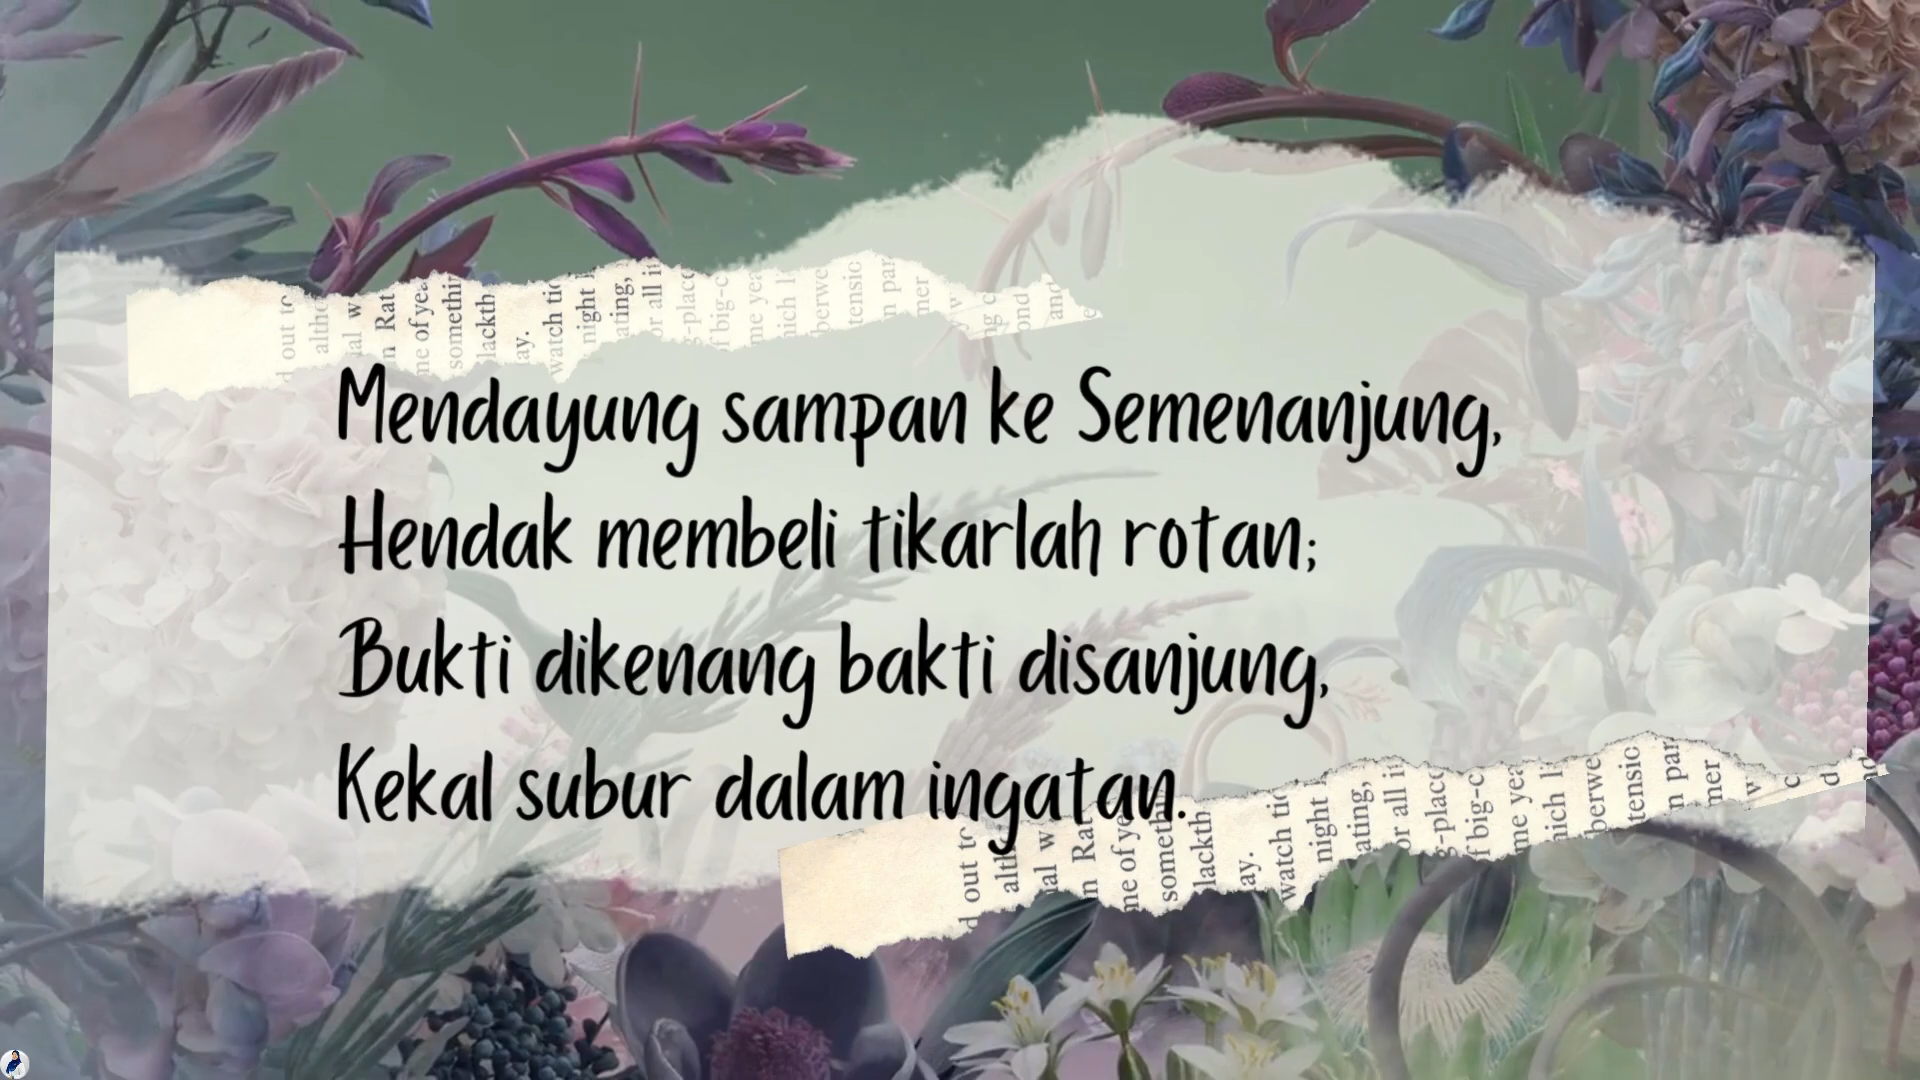 Mendayung sampan ke Semenanjung,
Hendak membeli tikarlah rotan;
Bukti dikenang bakti disanjung,
Kekal subur dalam ingatan.